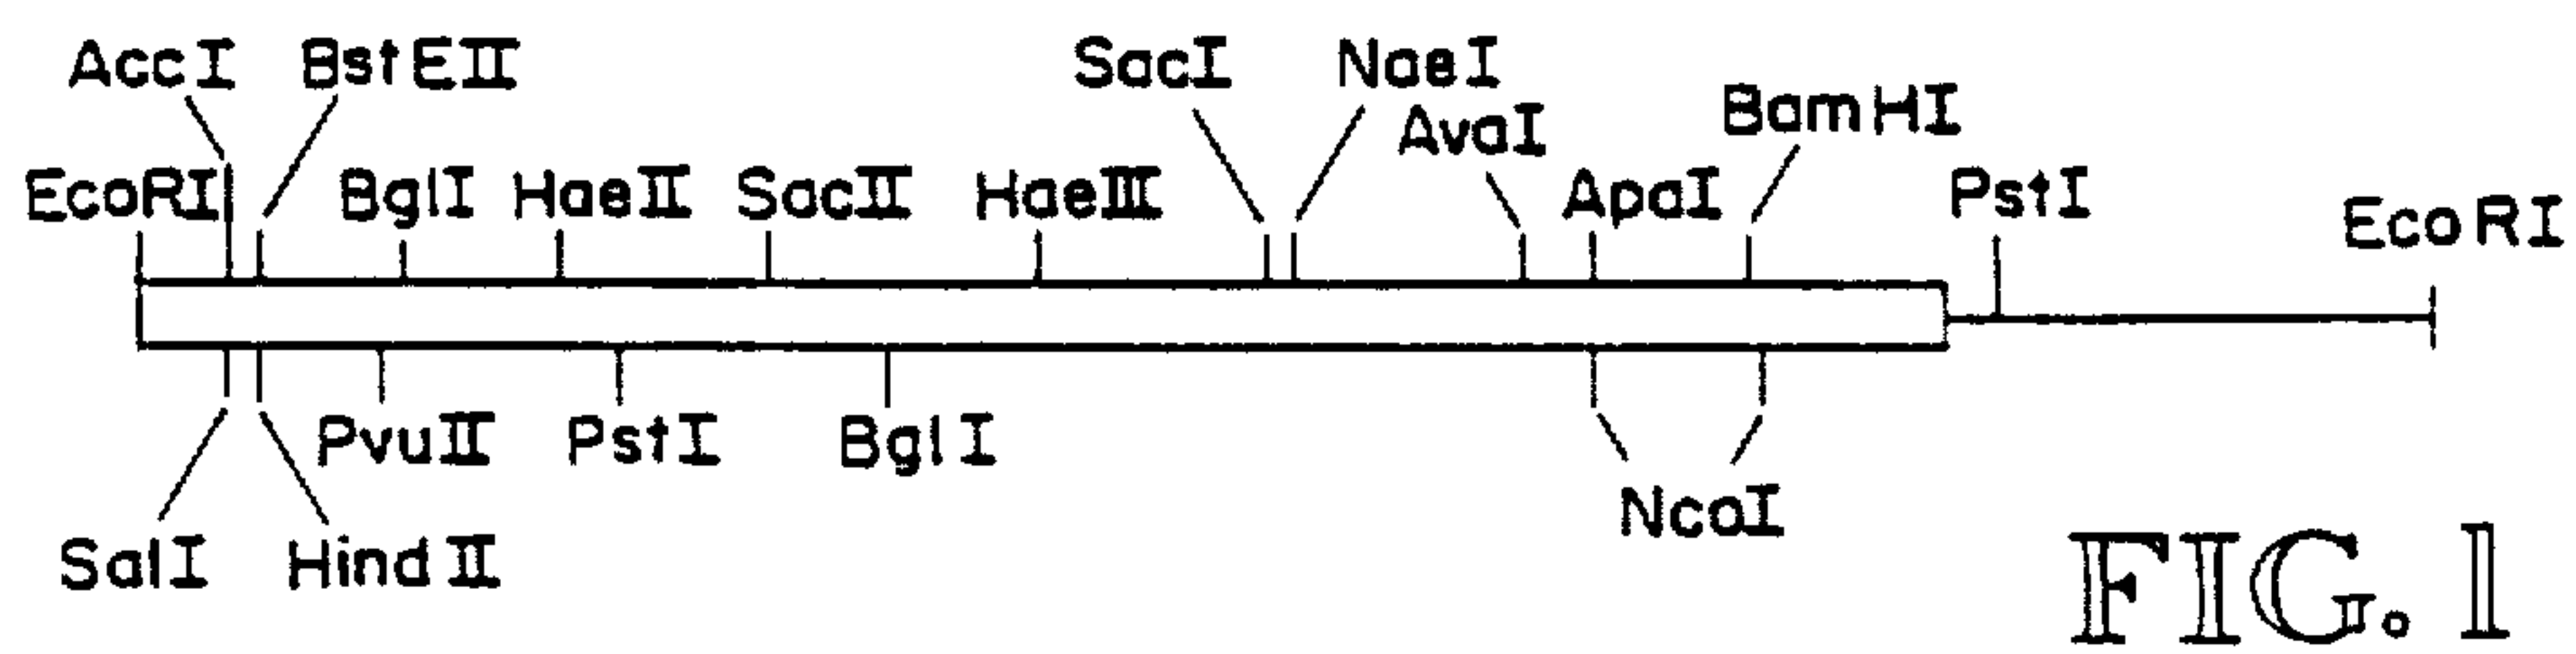 AccI BstEII SacI NaeI
AvaI BamHI
EcoRI BglI HaeII SacII HaeIII ApaI PstI EcoRI
PvuII PstI BglI
NcoI
SalI HindII
FIG. 1